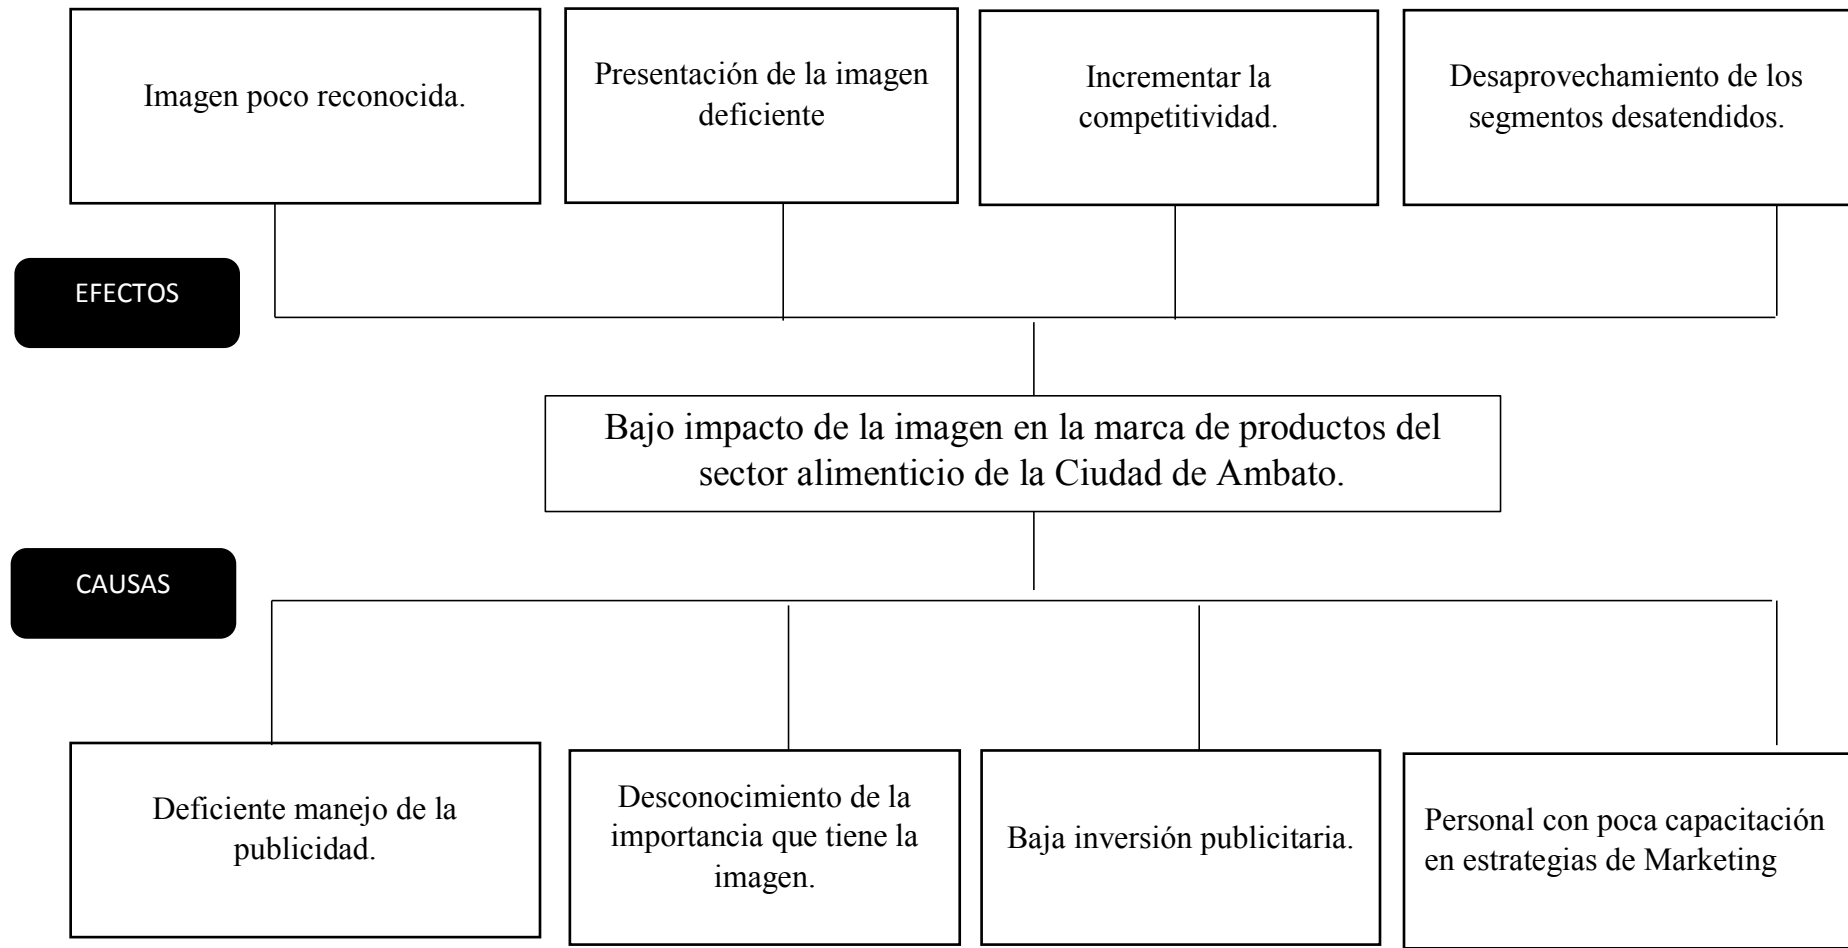 Imagen poco reconocida.
Presentación de la imagen
deficiente
Incrementar la
competitividad.
Desaprovechamiento de los
segmentos desatendidos.
EFECTOS
Bajo impacto de la imagen en la marca de productos del
sector alimenticio de la Ciudad de Ambato.
CAUSAS
Deficiente manejo de la
publicidad.
Desconocimiento de la
importancia que tiene la
imagen.
Baja inversión publicitaria.
Personal con poca capacitación
en estrategias de Marketing